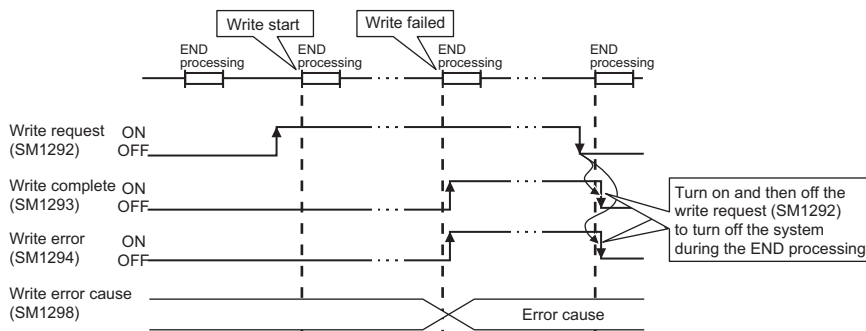 Write start
Write failed
END
processing
END
processing
END
processing
END
processing
Write request
(SM1292)
ON
OFF
Write complete
(SM1293)
ON
OFF
Write error
(SM1294)
ON
OFF
Turn on and then off the
write request (SM1292)
to turn off the system
during the END processing
Write error cause
(SM1298)
Error cause